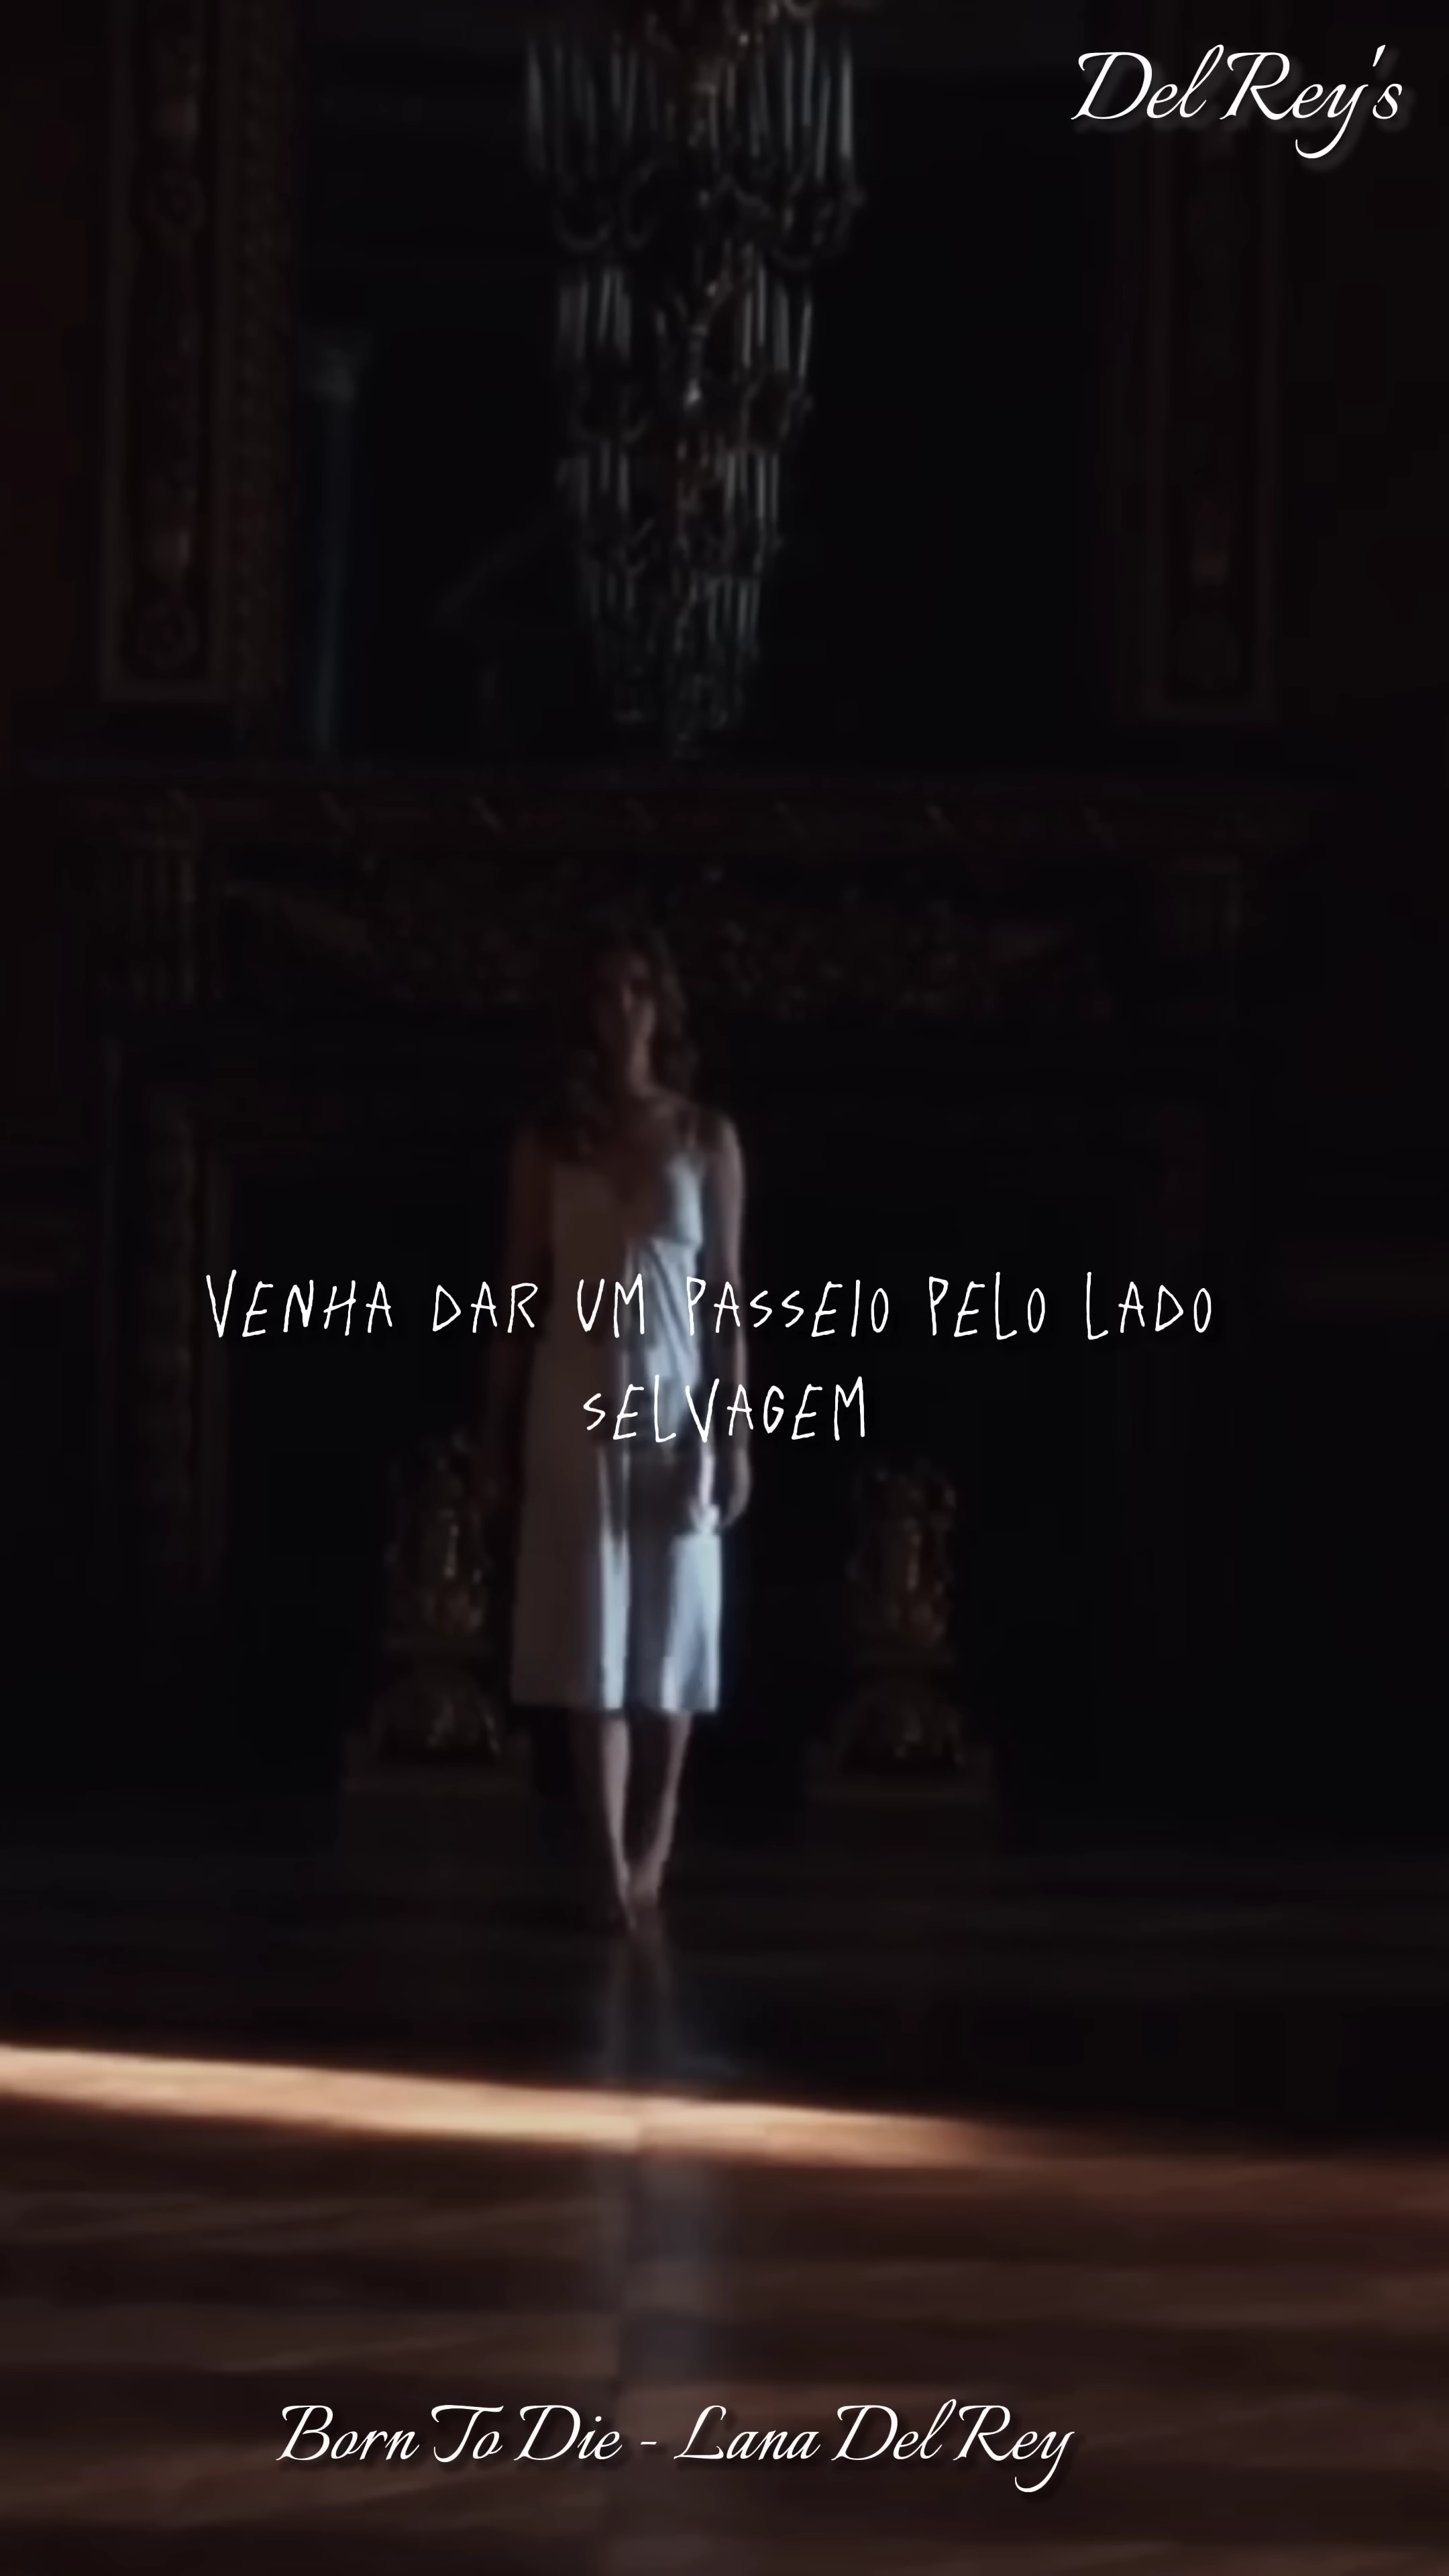 Del Rey's
VENHA DAR UM PASSEIO PELO LADO
SELVAGEM
Born To Die - Lana Del Rey